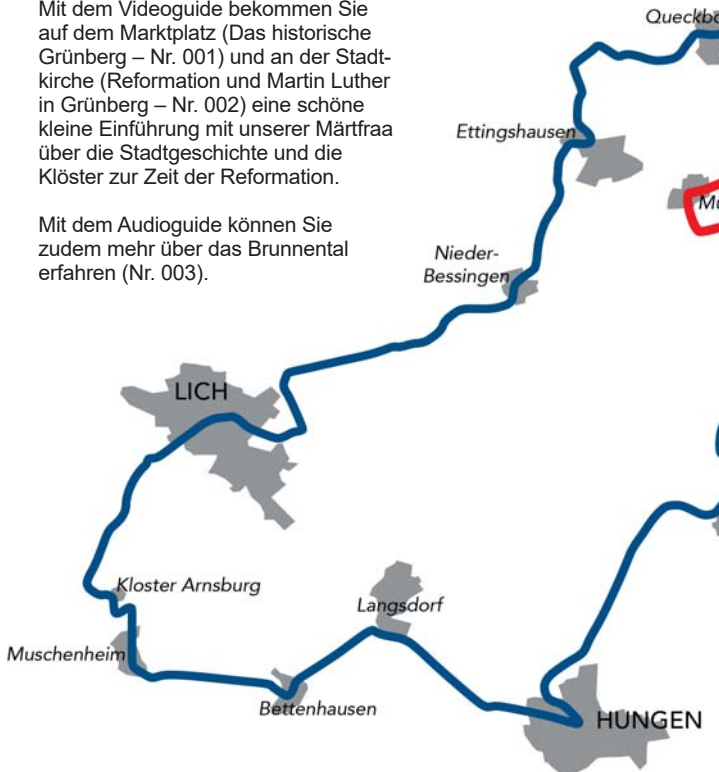 Mit dem Videoguide bekommen Sie
auf dem Marktplatz (Das historische
Grünberg – Nr. 001) und an der Stadt-
kirche (Reformation und Martin Luther
in Grünberg – Nr. 002) eine schöne
kleine Einführung mit unserer Märtfraa
über die Stadtgeschichte und die
Klöster zur Zeit der Reformation.
Mit dem Audioguide können Sie
zudem mehr über das Brunnental
erfahren (Nr. 003).
Ettingshausen
Nieder-
Bessingen
LICH
Kloster Arnsburg
Langsdorf
Muschenheim
Bettenhausen
HUNGEN